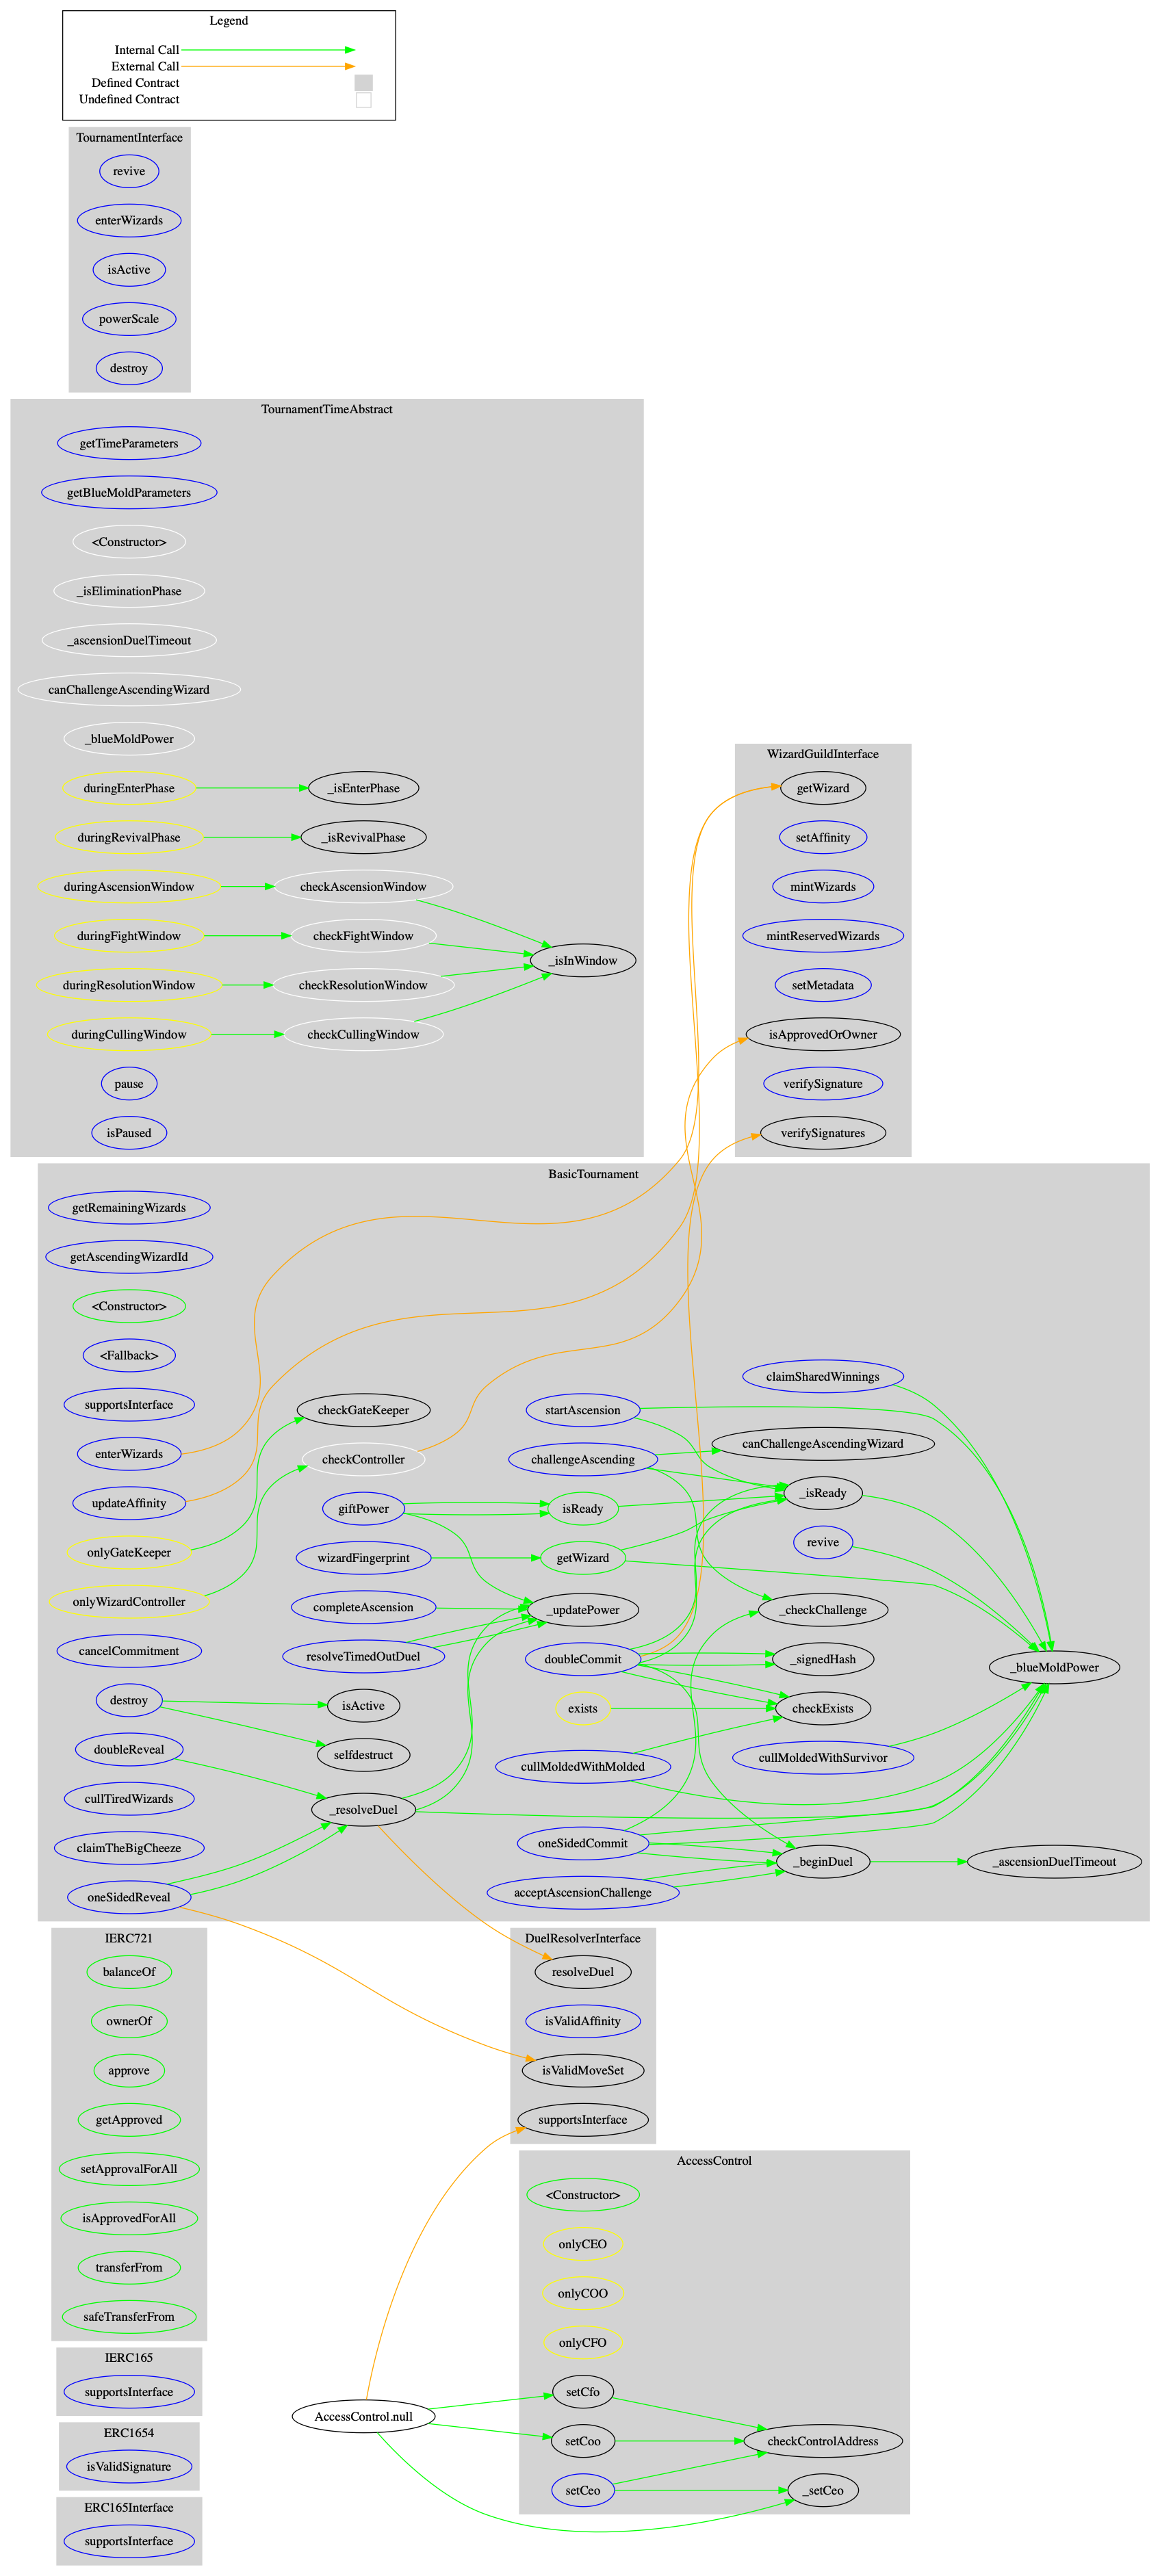 Legend
Internal Call
External Call
Defined Contract
Undefined Contract
TournamentInterface
revive
enterWizards
isActive
powerScale
destroy
TournamentTimeAbstract
getTimeParameters
getBlueMoldParameters
<Constructor>
_isEliminationPhase
_ascensionDuelTimeout
canChallengeAscendingWizard
_blueMoldPower
duringEnterPhase
_isEnterPhase
duringRevivalPhase
_isRevivalPhase
duringAscensionWindow
checkAscensionWindow
duringFightWindow
checkFightWindow
_isInWindow
duringResolutionWindow
checkResolutionWindow
duringCullingWindow
checkCullingWindow
pause
isPaused
WizardGuildInterface
getWizard
setAffinity
mintWizards
mintReservedWizards
setMetadata
isApprovedOrOwner
verifySignature
verifySignatures
BasicTournament
getRemainingWizards
getAscendingWizardId
<Constructor>
<Fallback>
supportsInterface
enterWizards
updateAffinity
onlyGateKeeper
onlyWizardController
cancelCommitment
destroy
doubleReveal
cullTiredWizards
claimTheBigCheeze
oneSidedReveal
checkGateKeeper
checkController
giftPower
wizardFingerprint
completeAscension
resolveTimedOutDuel
isActive
selfdestruct
_resolveDuel
startAscension
challengeAscending
isReady
getWizard
_updatePower
doubleCommit
exists
cullMoldedWithMolded
oneSidedCommit
acceptAscensionChallenge
claimSharedWinnings
canChallengeAscendingWizard
_isReady
revive
_checkChallenge
_signedHash
checkExists
cullMoldedWithSurvivor
_beginDuel
_blueMoldPower
_ascensionDuelTimeout
IERC721
balanceOf
ownerOf
approve
getApproved
setApprovalForAll
isApprovedForAll
transferFrom
safeTransferFrom
DuelResolverInterface
resolveDuel
isValidAffinity
isValidMoveSet
supportsInterface
AccessControl
<Constructor>
onlyCEO
onlyCOO
onlyCFO
setCfo
setCoo
setCeo
checkControlAddress
_setCeo
AccessControl.null
IERC165
supportsInterface
ERC1654
isValidSignature
ERC165Interface
supportsInterface